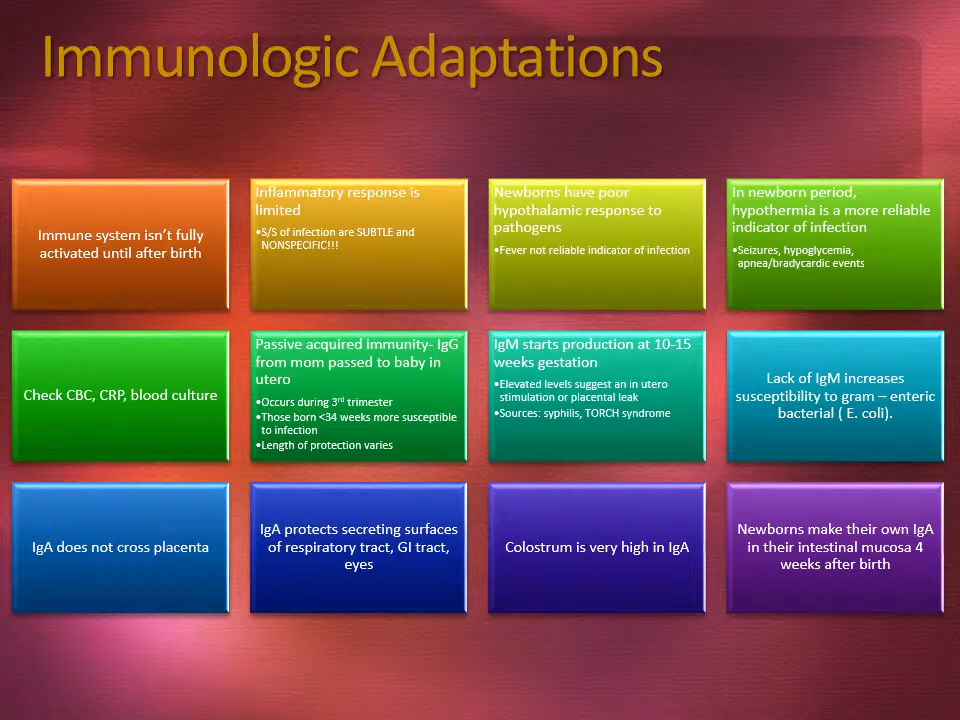 Immunologic Adaptations
Immune system isn't fully
activated until after birth
Inflammatory response is
limited
•S/S of infection are SUBTLE and
NONSPECIFIC!!!
Newborns have poor
hypothalamic response to
pathogens
•Fever not reliable indicator of infection
In newborn period,
hypothermia is a more reliable
indicator of infection
•Seizures, hypoglycemia,
apnea/bradycardic events
Check CBC, CRP, blood culture
Passive acquired immunity- IgG
from mom passed to baby in
utero
•Occurs during 3rd trimester
•Those born <34 weeks more susceptible
to infection
•Length of protection varies
IgM starts production at 10-15
weeks gestation
•Elevated levels suggest an in utero
stimulation or placental leak
•Sources: syphilis, TORCH syndrome
Lack of IgM increases
susceptibility to gram – enteric
bacterial ( E. coli).
IgA does not cross placenta
IgA protects secreting surfaces
of respiratory tract, GI tract,
eyes
Colostrum is very high in IgA
Newborns make their own IgA
in their intestinal mucosa 4
weeks after birth